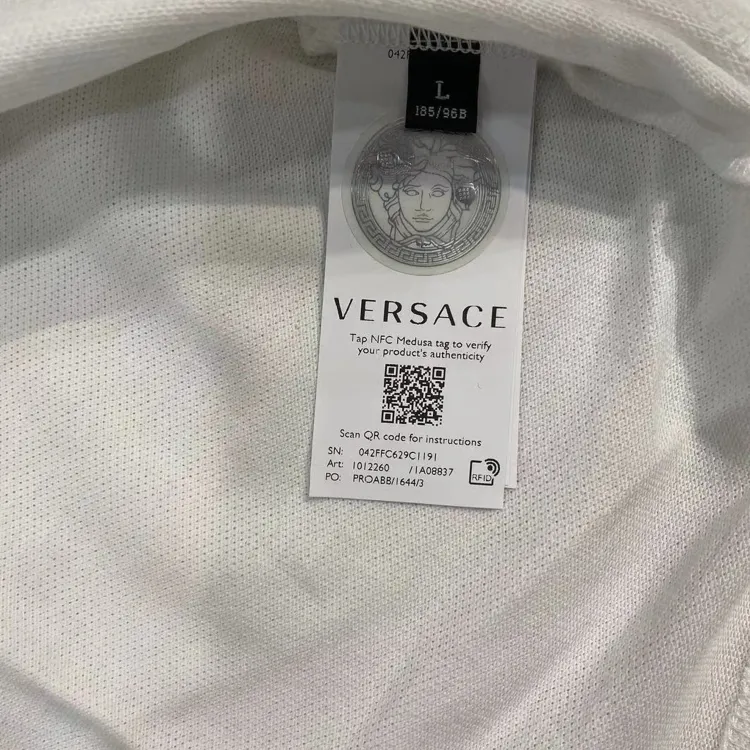 042F
L
185/96B
VERSACE
Tap NFC Medusa tag to verify
your product's authenticity
Scan QR code for instructions
SN: 042FFC629C1191
Art: 1012260 /1A08837
PO: PROABB/1644/3
RFID